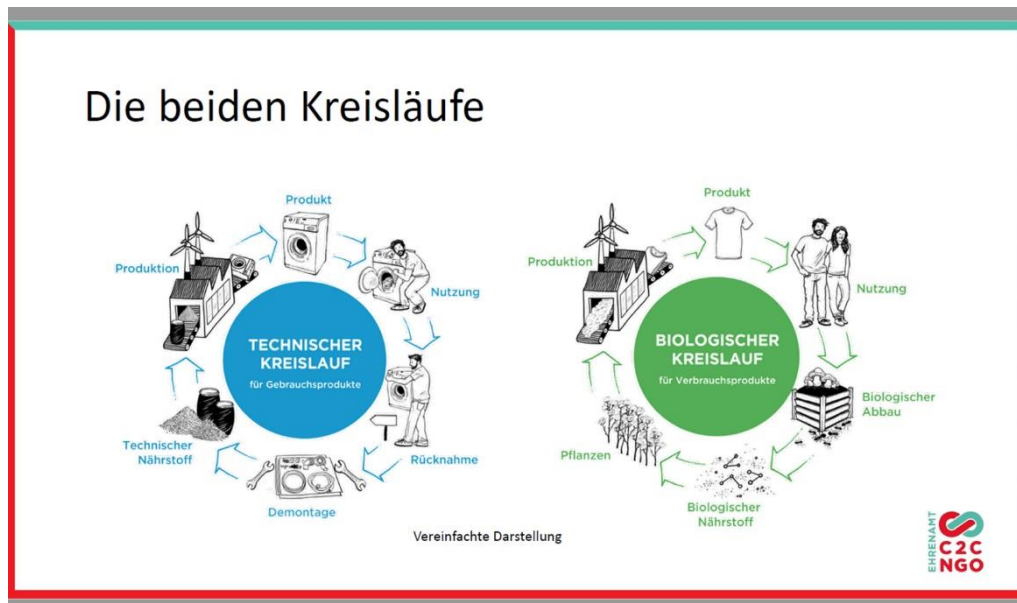 Die beiden Kreisläufe
Produkt
Produktion
Nutzung
TECHNISCHER
KREISLAUF
für Gebrauchsprodukte
Technischer
Nährstoff
Rücknahme
Demontage
Produkt
Produktion
Nutzung
BIOLOGISCHER
KREISLAUF
für Verbrauchsprodukte
Biologischer
Abbau
Pflanzen
Biologischer
Nährstoff
Vereinfachte Darstellung
EHRENAMT
C2C
NGO